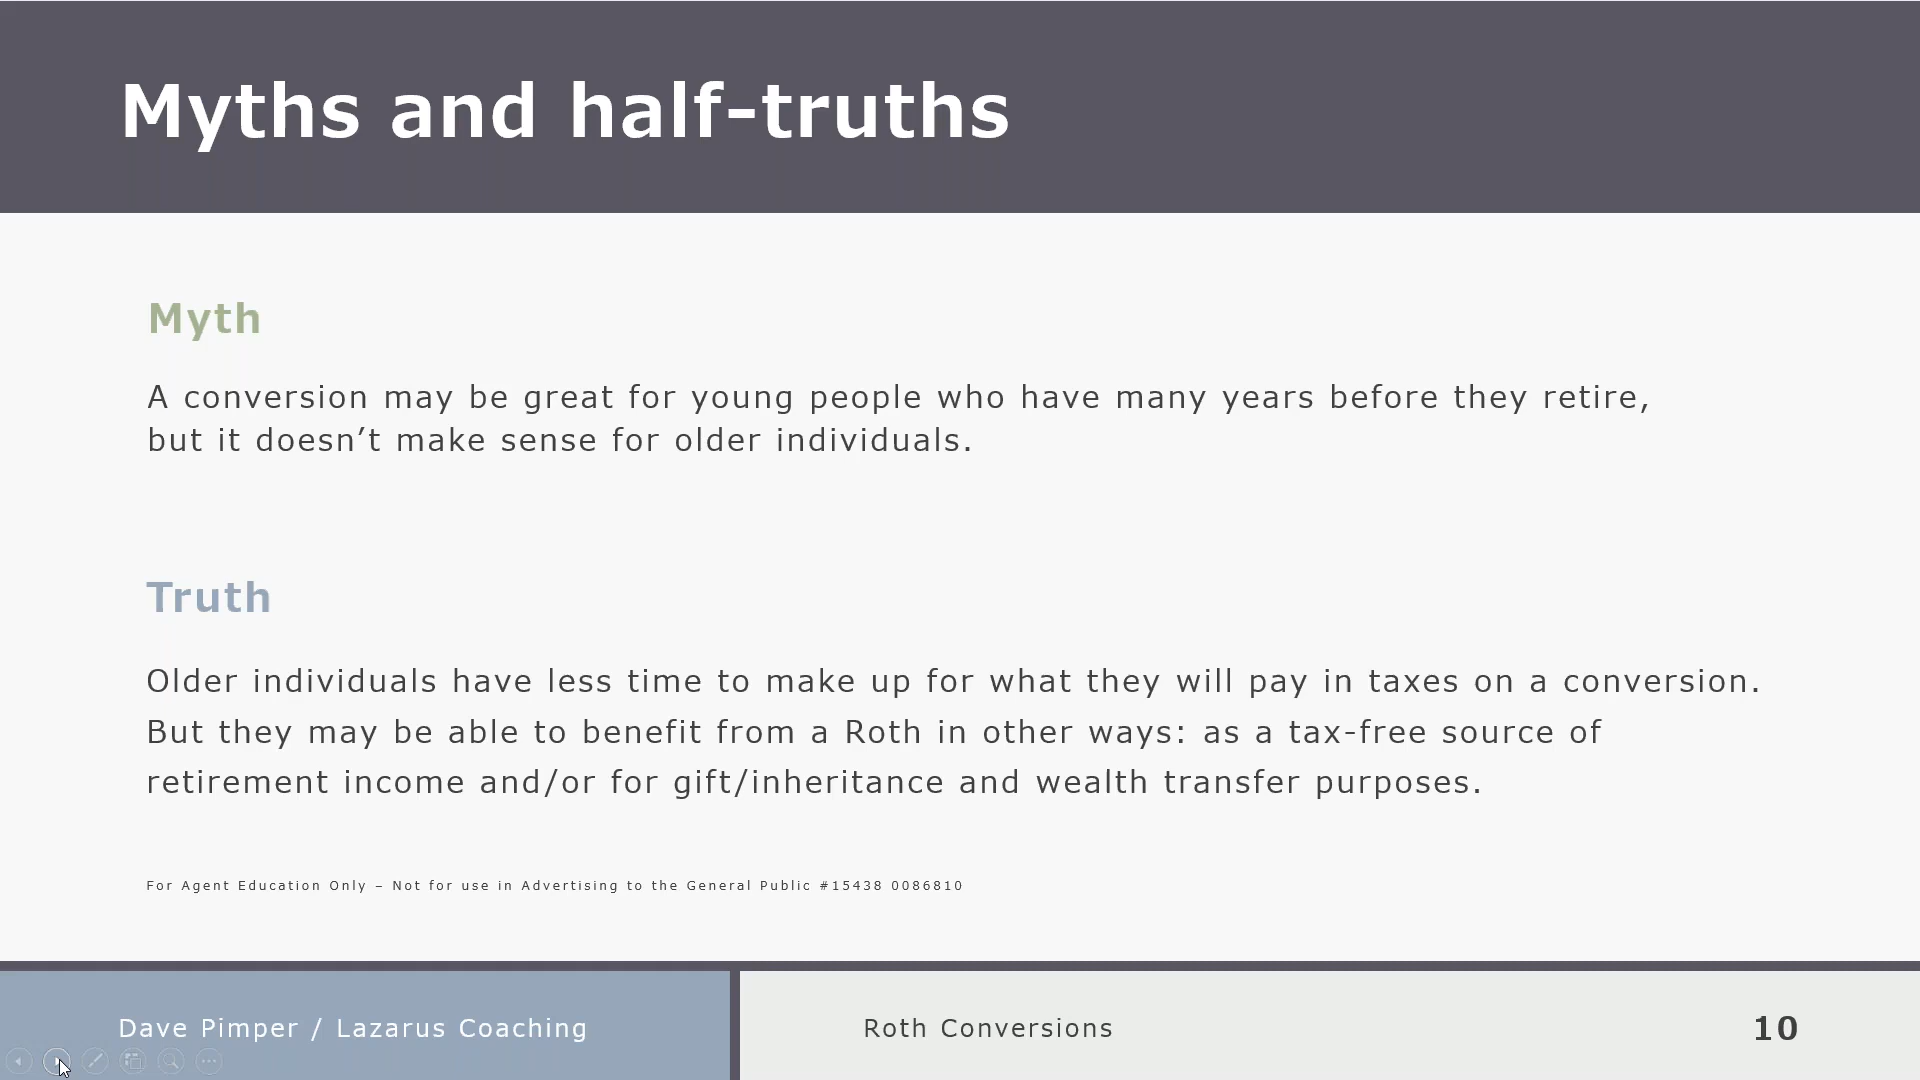 Myths and half-truths
Myth
A conversion may be great for young people who have many years before they retire,
but it doesn’t make sense for older individuals.
Truth
Older individuals have less time to make up for what they will pay in taxes on a conversion.
But they may be able to benefit from a Roth in other ways: as a tax-free source of
retirement income and/or for gift/inheritance and wealth transfer purposes.
For Agent Education Only – Not for use in Advertising to the General Public #15438 0086810
Dave Pimper / Lazarus Coaching
Roth Conversions
10